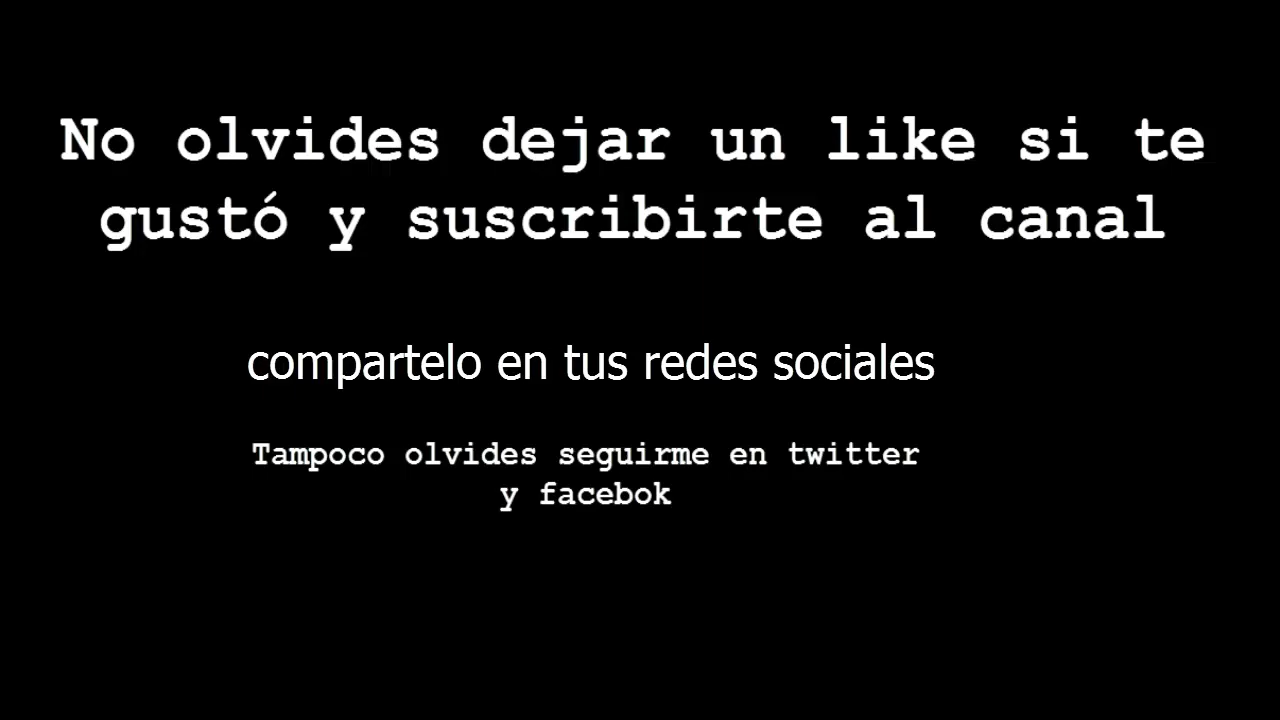 No olvides dejar un like si te
gustó y suscribirte al canal
compartelo en tus redes sociales
Tampoco olvides seguirme en twitter
y facebok